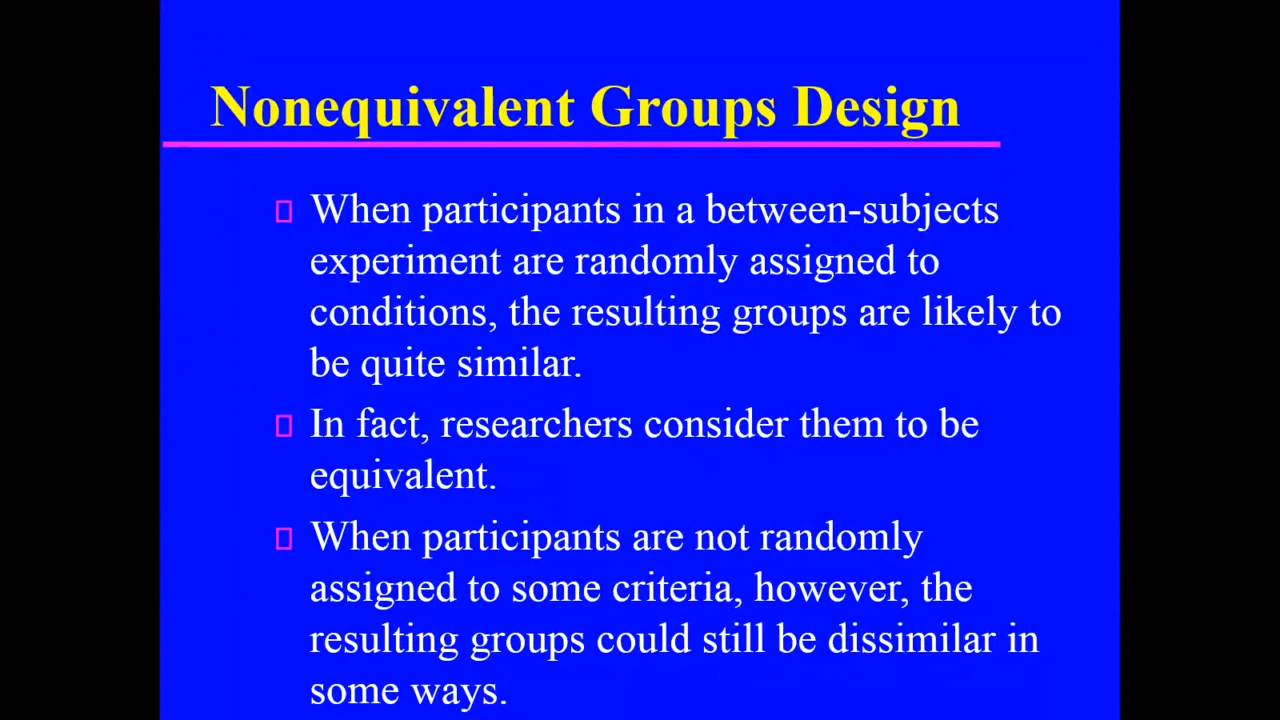 Nonequivalent Groups Design
When participants in a between-subjects
experiment are randomly assigned to
conditions, the resulting groups are likely to
be quite similar.
In fact, researchers consider them to be
equivalent.
When participants are not randomly
assigned to some criteria, however, the
resulting groups could still be dissimilar in
some ways.